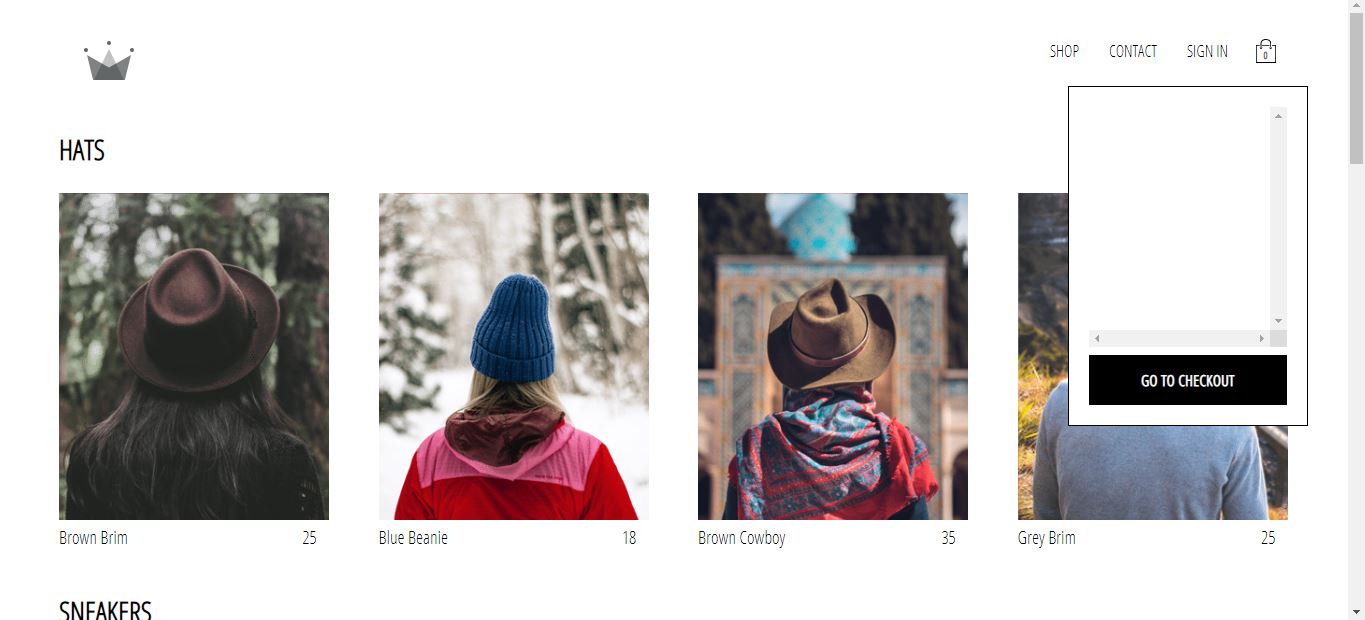 SHOP CONTACT SIGN IN 0
HATS
GO TO CHECKOUT
Brown Brim 25 Blue Beanie 18 Brown Cowboy 35 Grey Brim 25
SNEAKERS